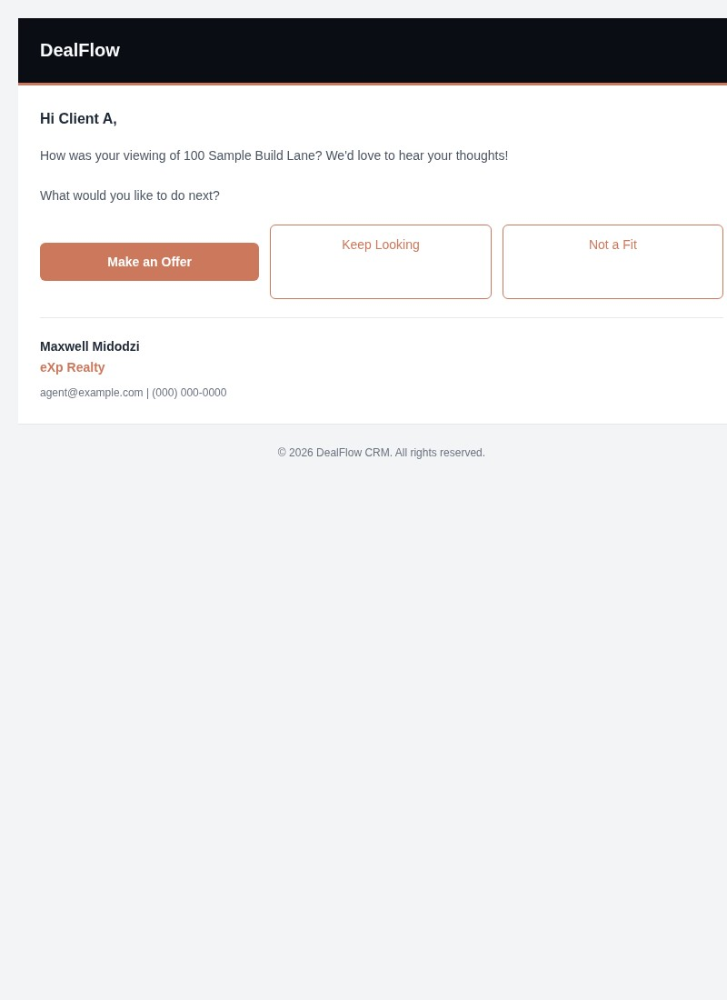 DealFlow
Hi Client A,
How was your viewing of 100 Sample Build Lane? We'd love to hear your thoughts!
What would you like to do next?
Make an Offer
Keep Looking
Not a Fit
Maxwell Midodzi
eXp Realty
agent@example.com | (000) 000-0000
© 2026 DealFlow CRM. All rights reserved.